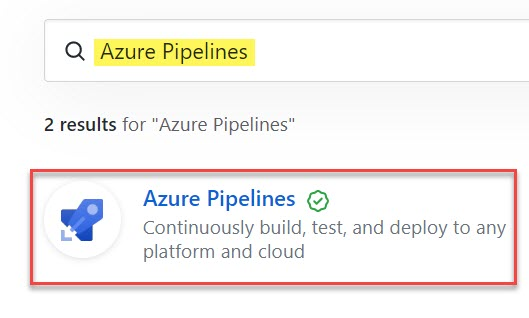 Azure Pipelines
2 results for "Azure Pipelines"
Azure Pipelines
Continuously build, test, and deploy to any
platform and cloud